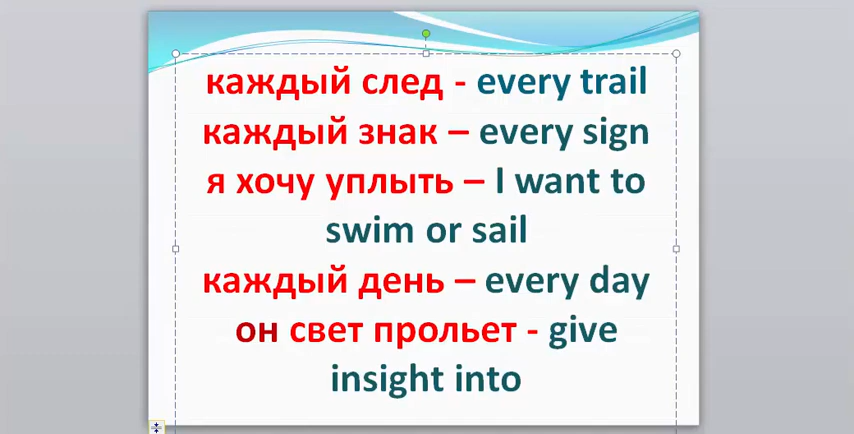 каждый след - every trail
каждый знак – every sign
я хочу уплыть – I want to
swim or sail
каждый день – every day
он свет прольет - give
insight into